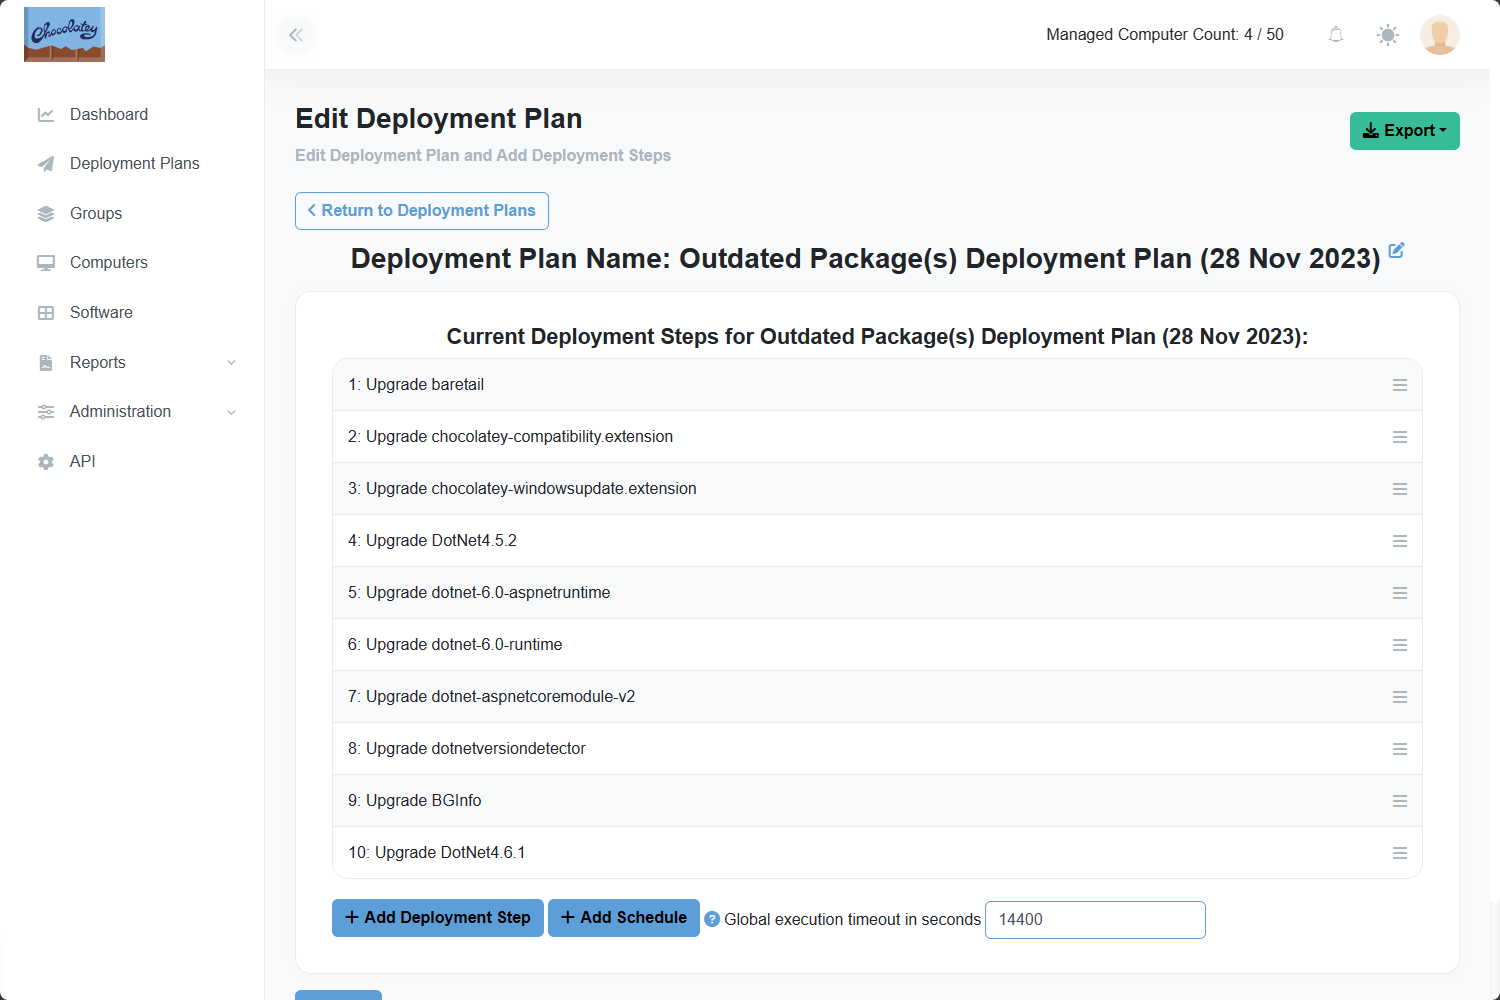 Chocolatey
Managed Computer Count: 4 / 50
Dashboard
Deployment Plans
Groups
Computers
Software
Reports
Administration
API
Edit Deployment Plan
Edit Deployment Plan and Add Deployment Steps
Export
Return to Deployment Plans
Deployment Plan Name: Outdated Package(s) Deployment Plan (28 Nov 2023)
Current Deployment Steps for Outdated Package(s) Deployment Plan (28 Nov 2023):
1: Upgrade baretail
2: Upgrade chocolatey-compatibility.extension
3: Upgrade chocolatey-windowsupdate.extension
4: Upgrade DotNet4.5.2
5: Upgrade dotnet-6.0-aspnetruntime
6: Upgrade dotnet-6.0-runtime
7: Upgrade dotnet-aspnetcoremodule-v2
8: Upgrade dotnetversiondetector
9: Upgrade BGInfo
10: Upgrade DotNet4.6.1
+ Add Deployment Step + Add Schedule ? Global execution timeout in seconds 14400